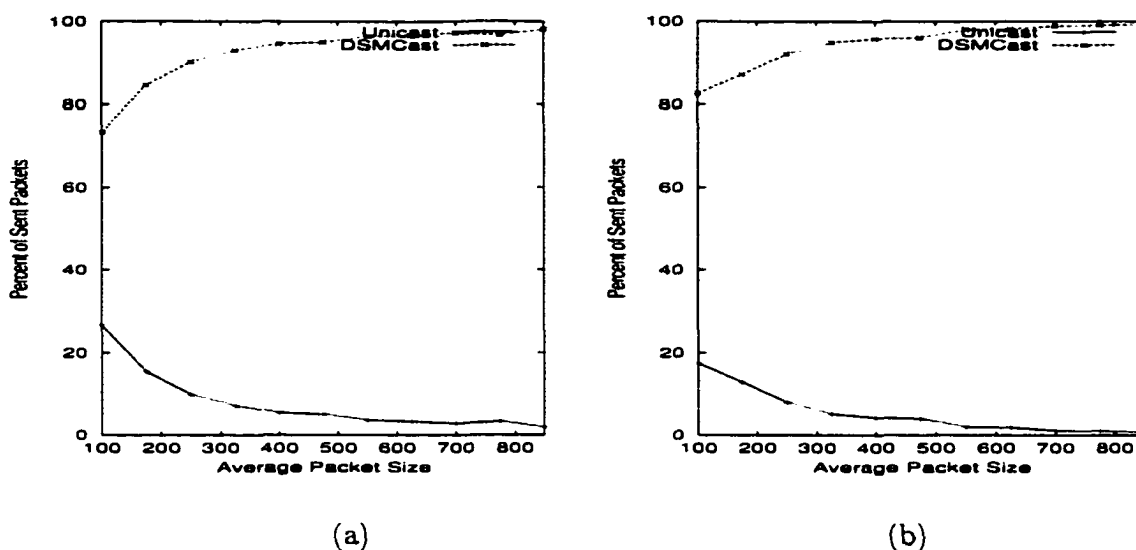 100
80
60
40
20
0
Percent of Sent Packets
Unicast
DSMCast
100 200 300 400 500 600 700 800
Average Packet Size
(a)
100
80
60
40
20
0
Percent of Sent Packets
Unicast
DSMCast
100 200 300 400 500 600 700 800
Average Packet Size
(b)